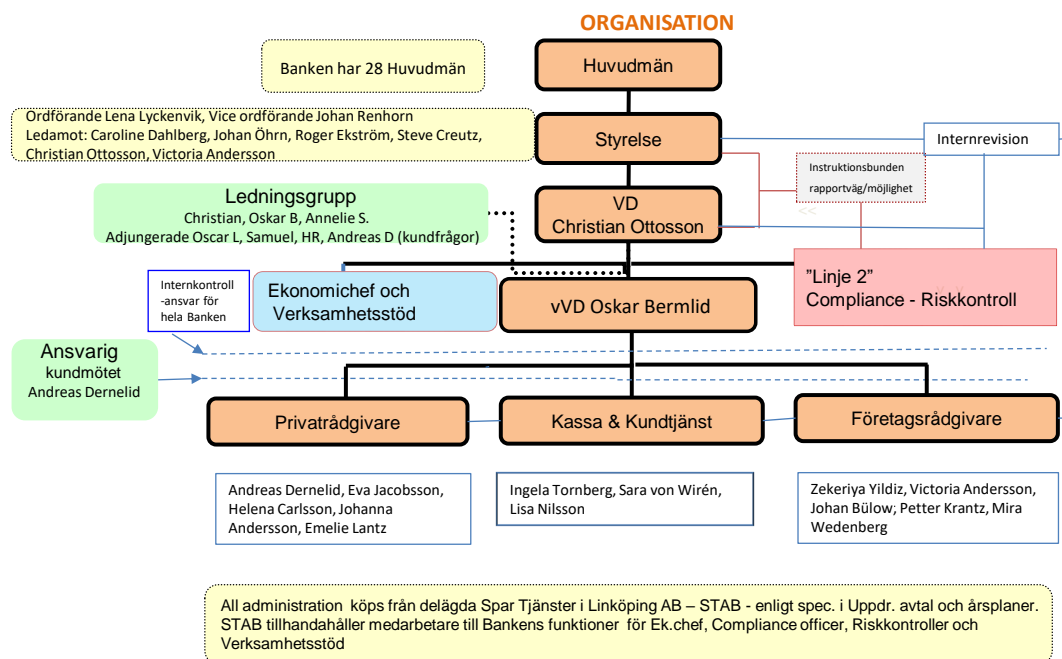 ORGANISATION
Banken har 28 Huvudmän
Huvudmän
Ordförande Lena Lyckenvik, Vice ordförande Johan Renhorn
Ledamot: Caroline Dahlberg, Johan Öhrn, Roger Ekström, Steve Creutz,
Christian Ottosson, Victoria Andersson
Styrelse
Internrevision
Instruktionsbunden
rapportväg/möjlighet
<<
Ledningsgrupp
Christian, Oskar B, Annelie S.
Adjungerade Oscar L, Samuel, HR, Andreas D (kundfrågor)
VD
Christian Ottosson
Internkontroll
-ansvar för
hela Banken
Ekonomichef och
Verksamhetsstöd
vVD Oskar Bermlid
"Linje 2"
Compliance - Riskkontroll
Ansvarig
kundmötet
Andreas Dernelid
Privatrådgivare
Kassa & Kundtjänst
Företagsrådgivare
Andreas Dernelid, Eva Jacobsson,
Helena Carlsson, Johanna
Andersson, Emelie Lantz
Ingela Tornberg, Sara von Wirén,
Lisa Nilsson
Zekeriya Yildiz, Victoria Andersson,
Johan Bülow; Petter Krantz, Mira
Wedenberg
All administration köps från delägda Spar Tjänster i Linköping AB – STAB - enligt spec. i Uppdr. avtal och årsplaner.
STAB tillhandahåller medarbetare till Bankens funktioner för Ek.chef, Compliance officer, Riskkontroller och
Verksamhetsstöd